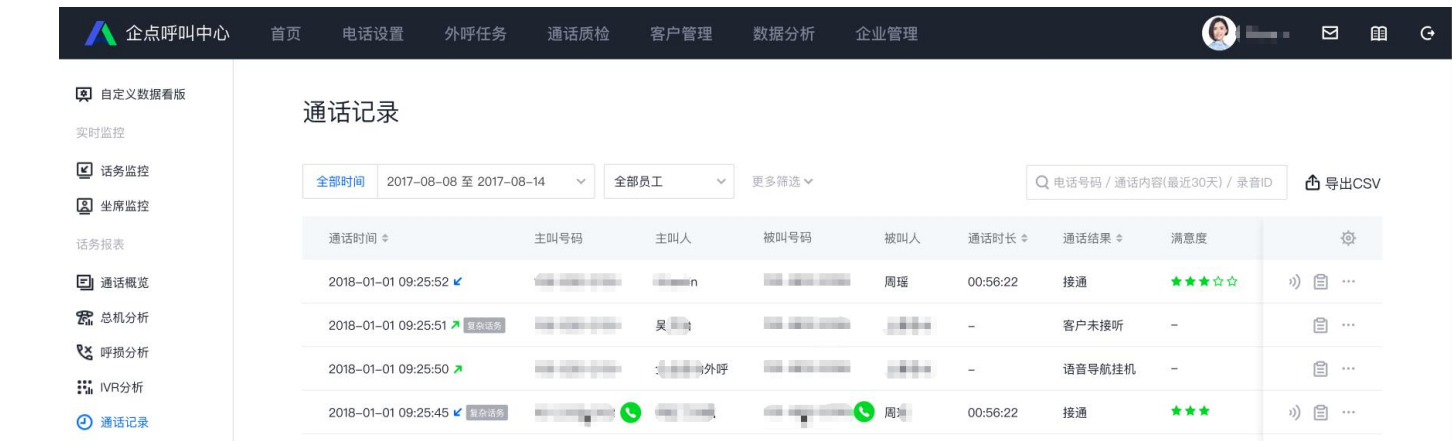 企点呼叫中心 首页 电话设置 外呼任务 通话质检 客户管理 数据分析 企业管理
自定义数据看版
实时监控
话务监控
坐席监控
话务报表
通话概览
总机分析
呼损分析
IVR分析
通话记录
通话记录
全部时间 2017-08-08 至 2017-08-14 全部员工 更多筛选 电话号码 / 通话内容(最近30天) / 录音ID 导出CSV
通话时间 主叫号码 主叫人 被叫号码 被叫人 通话时长 通话结果 满意度
2018-01-01 09:25:52 n 周瑶 00:56:22 接通
2018-01-01 09:25:51 复杂话务 吴 - 客户未接听 -
2018-01-01 09:25:50 外呼 - 语音导航挂机 -
2018-01-01 09:25:45 复杂话务 周 00:56:22 接通